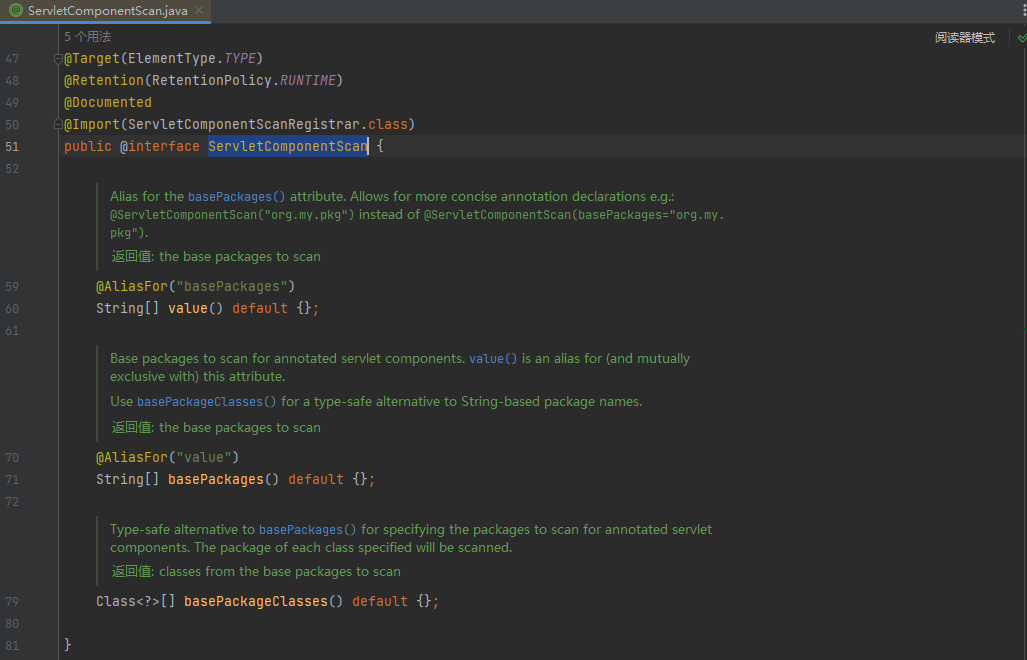 ServletComponentScan.java
5 个用法
阅读器模式
47 @Target(ElementType.TYPE)
48 @Retention(RetentionPolicy.RUNTIME)
49 @Documented
50 @Import(ServletComponentScanRegistrar.class)
51 public @interface ServletComponentScan {
52
Alias for the basePackages() attribute. Allows for more concise annotation declarations e.g.:
@ServletComponentScan("org.my.pkg") instead of @ServletComponentScan(basePackages="org.my.
pkg").
返回值: the base packages to scan
59 @AliasFor("basePackages")
60 String[] value() default {};
61
Base packages to scan for annotated servlet components. value() is an alias for (and mutually
exclusive with) this attribute.
Use basePackageClasses() for a type-safe alternative to String-based package names.
返回值: the base packages to scan
70 @AliasFor("value")
71 String[] basePackages() default {};
72
Type-safe alternative to basePackages() for specifying the packages to scan for annotated servlet
components. The package of each class specified will be scanned.
返回值: classes from the base packages to scan
79 Class<?>[] basePackageClasses() default {};
80
81 }